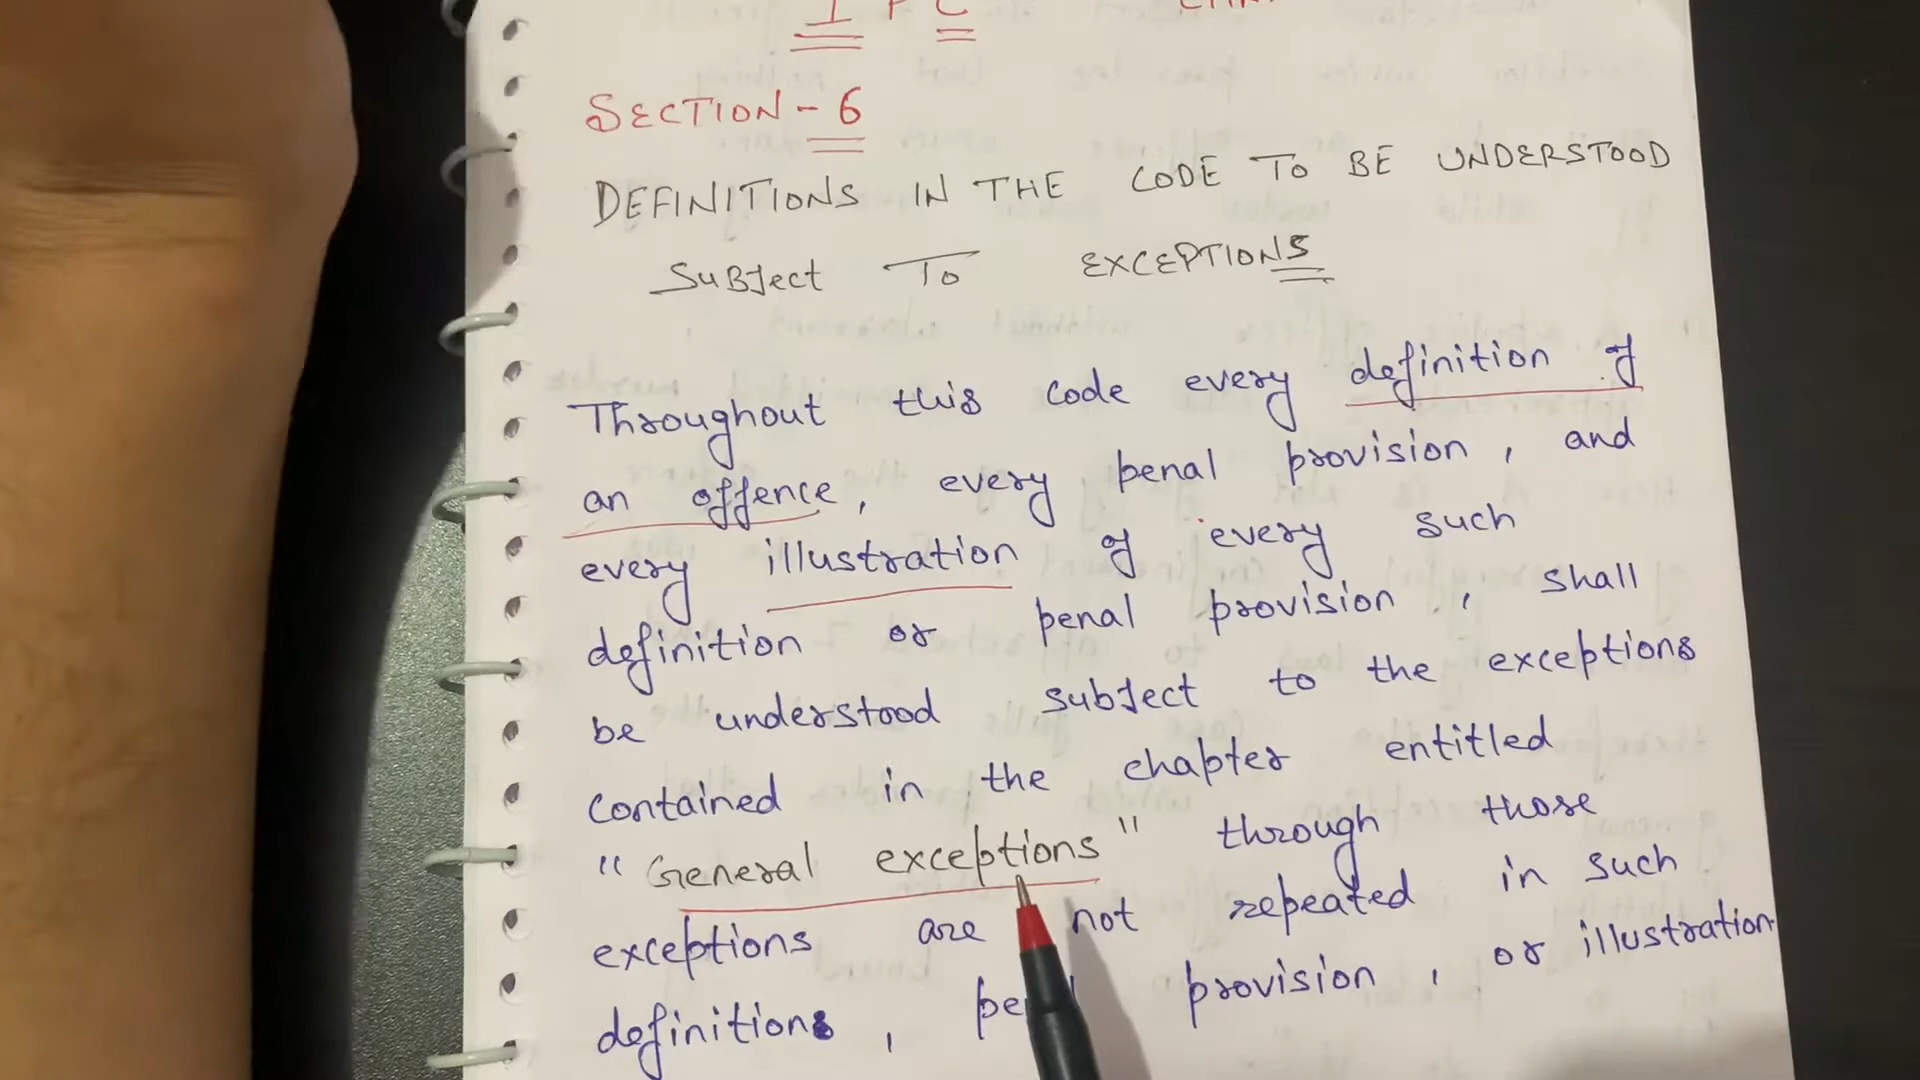 I P C
SECTION - 6
DEFINITIONS IN THE CODE TO BE UNDERSTOOD
SUBJect TO EXCEPTIONS
Throughout this code every definition of
an offence, every penal provision, and
every illustration of every such
definition or penal provision, shall
be understood subJect to the exceptions
contained in the chapter entitled
"General exceptions" through those
exceptions are not repeated in such
definitions, provision, or illustration.